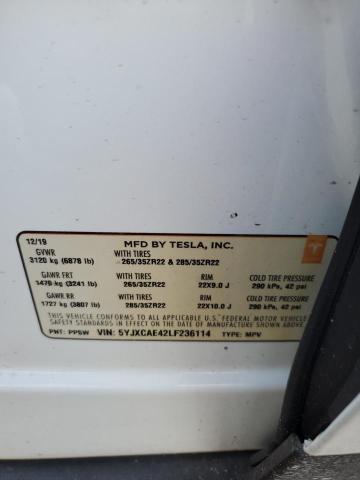 12/19 MFD BY TESLA, INC.
GVWR WITH TIRES
3120 kg (6878 lb) 265/35ZR22 & 285/35ZR22
GAWR FRT WITH TIRES RIM COLD TIRE PRESSURE
1470 kg (3241 lb) 265/35ZR22 22X9.0 J 290 kPa, 42 psi
GAWR RR WITH TIRES RIM COLD TIRE PRESSURE
1727 kg (3807 lb) 285/35ZR22 22X10.0 J 290 kPa, 42 psi
THIS VEHICLE CONFORMS TO ALL APPLICABLE U.S. FEDERAL MOTOR VEHICLE
SAFETY STANDARDS IN EFFECT ON THE DATE OF MANUFACTURE SHOWN ABOVE.
PNT: PPSW VIN: 5YJXCAE42LF236114 TYPE: MPV